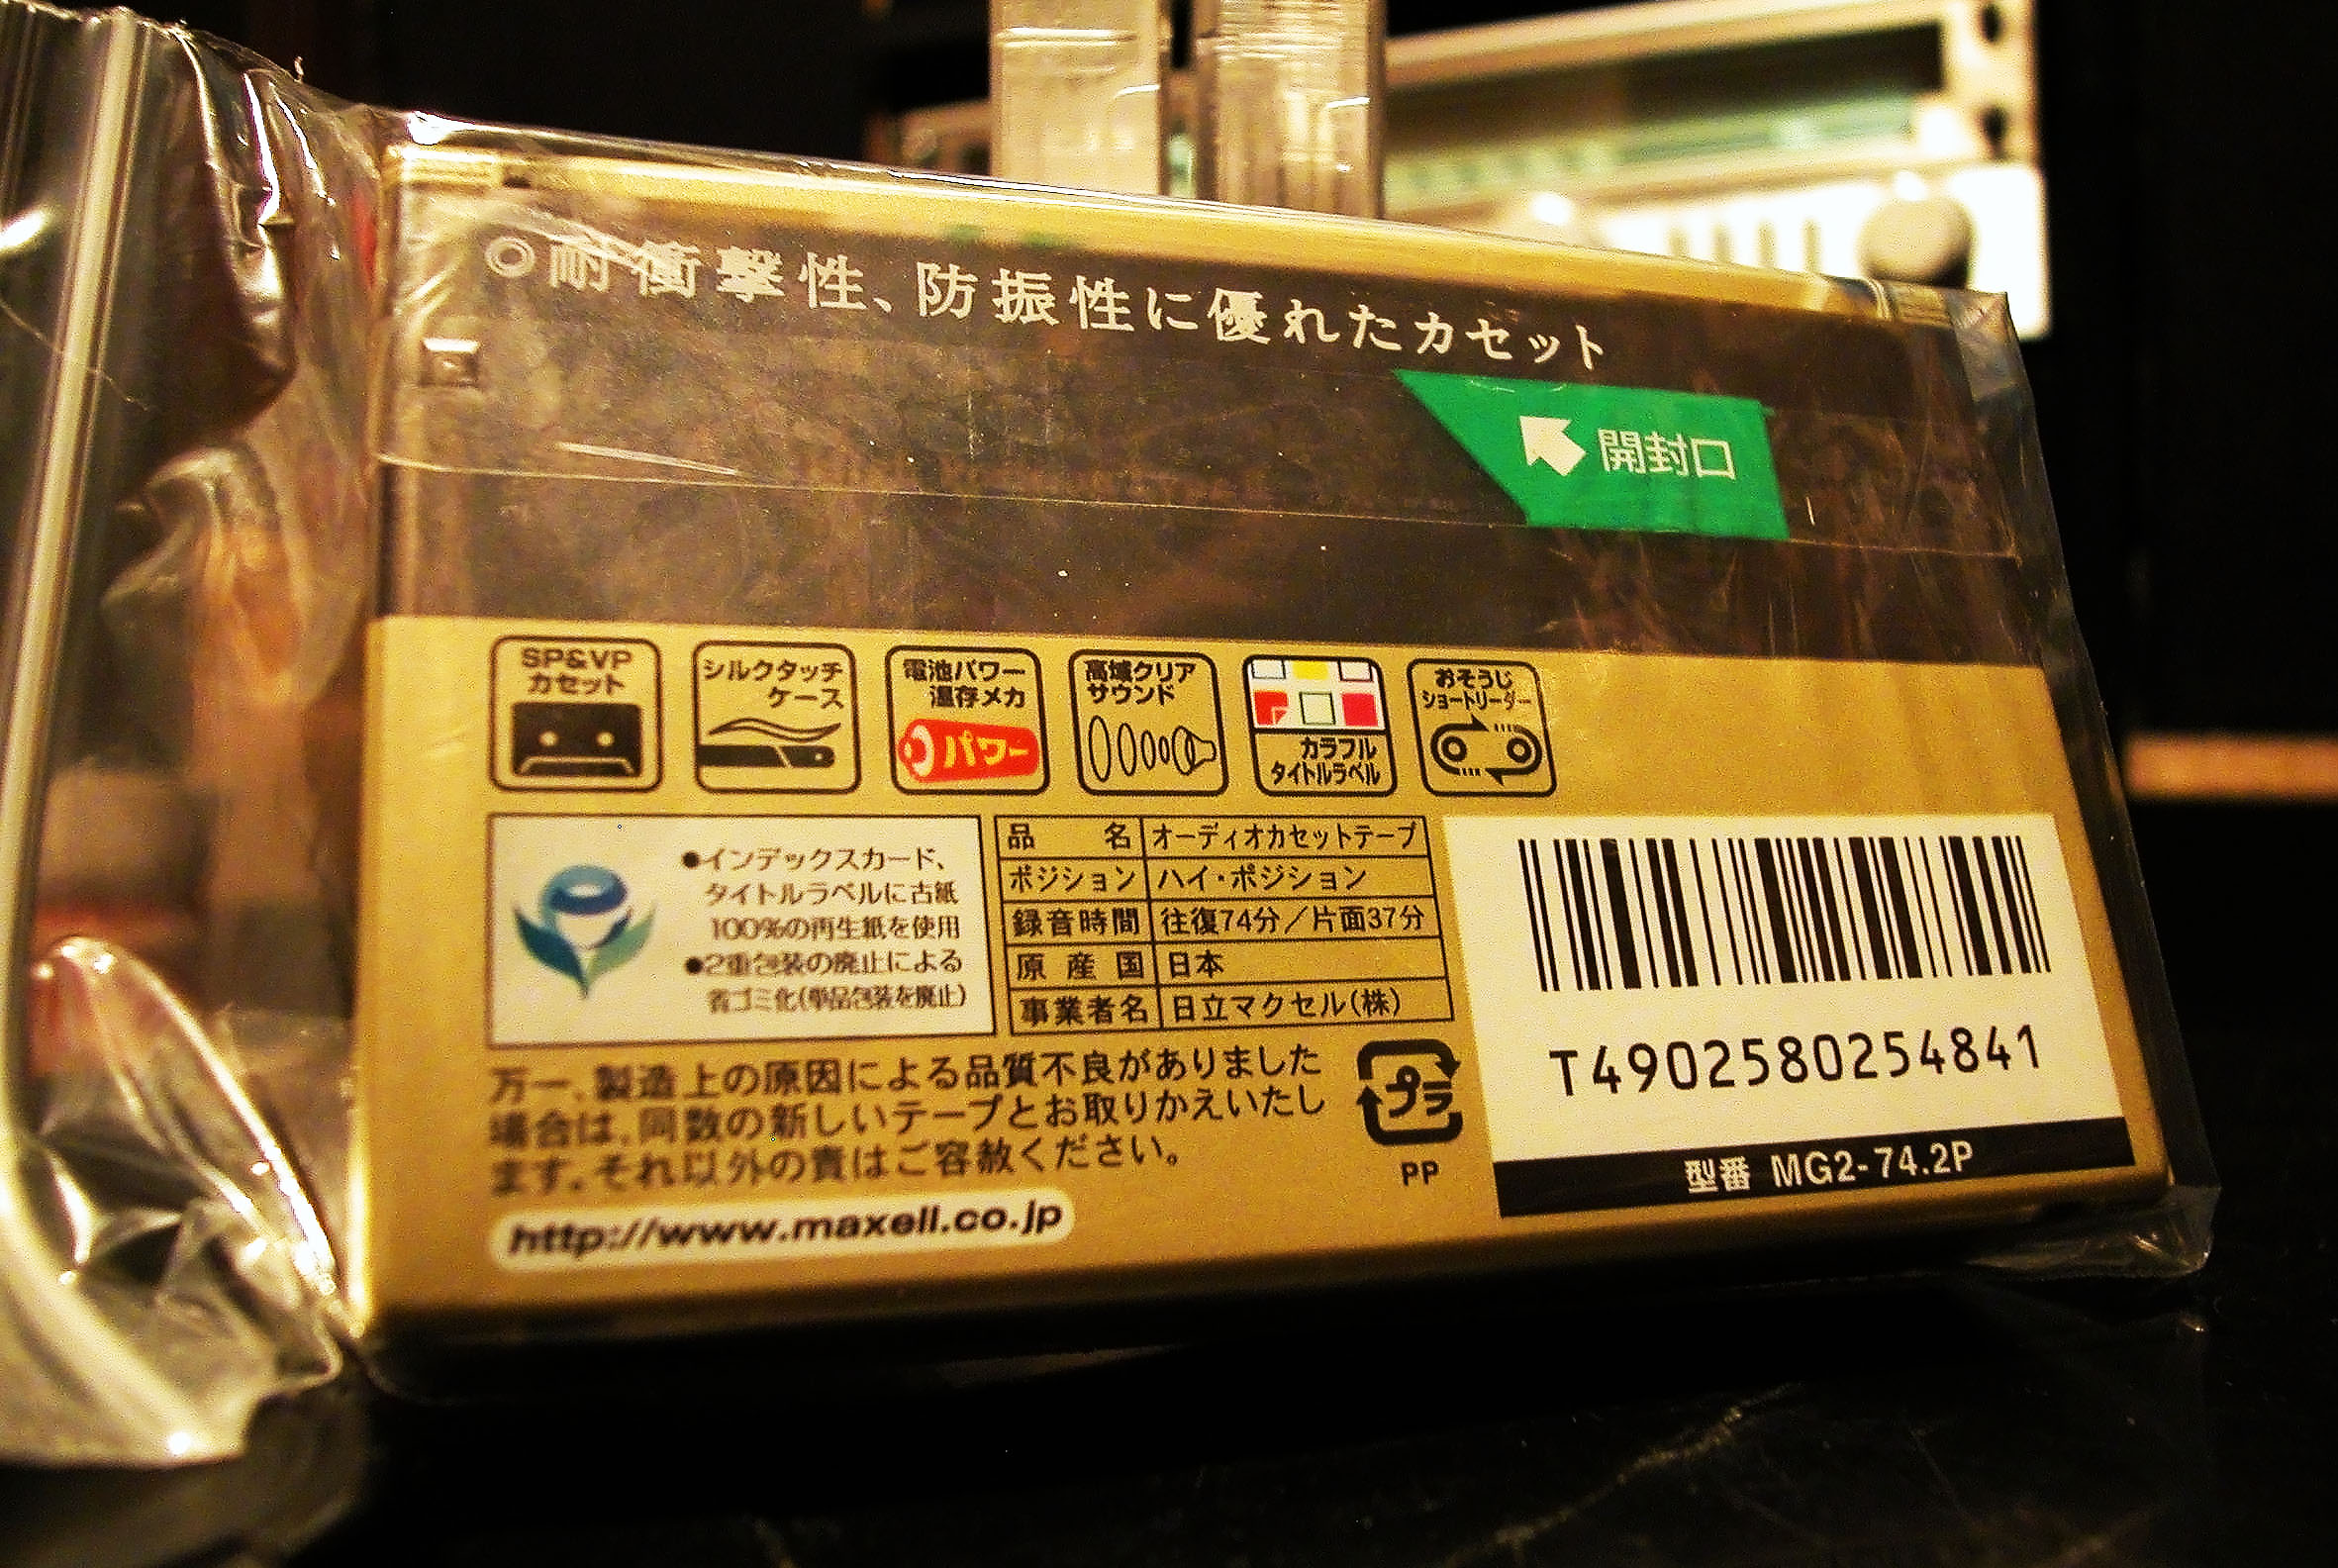 ◎耐衝撃性、防振性に優れたカセット
開封口
SP&VP
カセット
シルクタッチ
ケース
電池パワー
温存メカ
パワー
高域クリア
サウンド
カラフル
タイトルラベル
おそうじ
ショートリーダー
●インデックスカード、
タイトルラベルに古紙
100%の再生紙を使用
●2重包装の廃止による
省ゴミ化(単品包装を廃止)
品名 オーディオカセットテープ
ポジション ハイ・ポジション
録音時間 往復74分/片面37分
原産国 日本
事業者名 日立マクセル(株)
万一、製造上の原因による品質不良がありました
場合は、同数の新しいテープとお取りかえいたし
ます。それ以外の責はご容赦ください。
プラ
PP
http://www.maxell.co.jp
T4902580254841
型番 MG2-74.2P